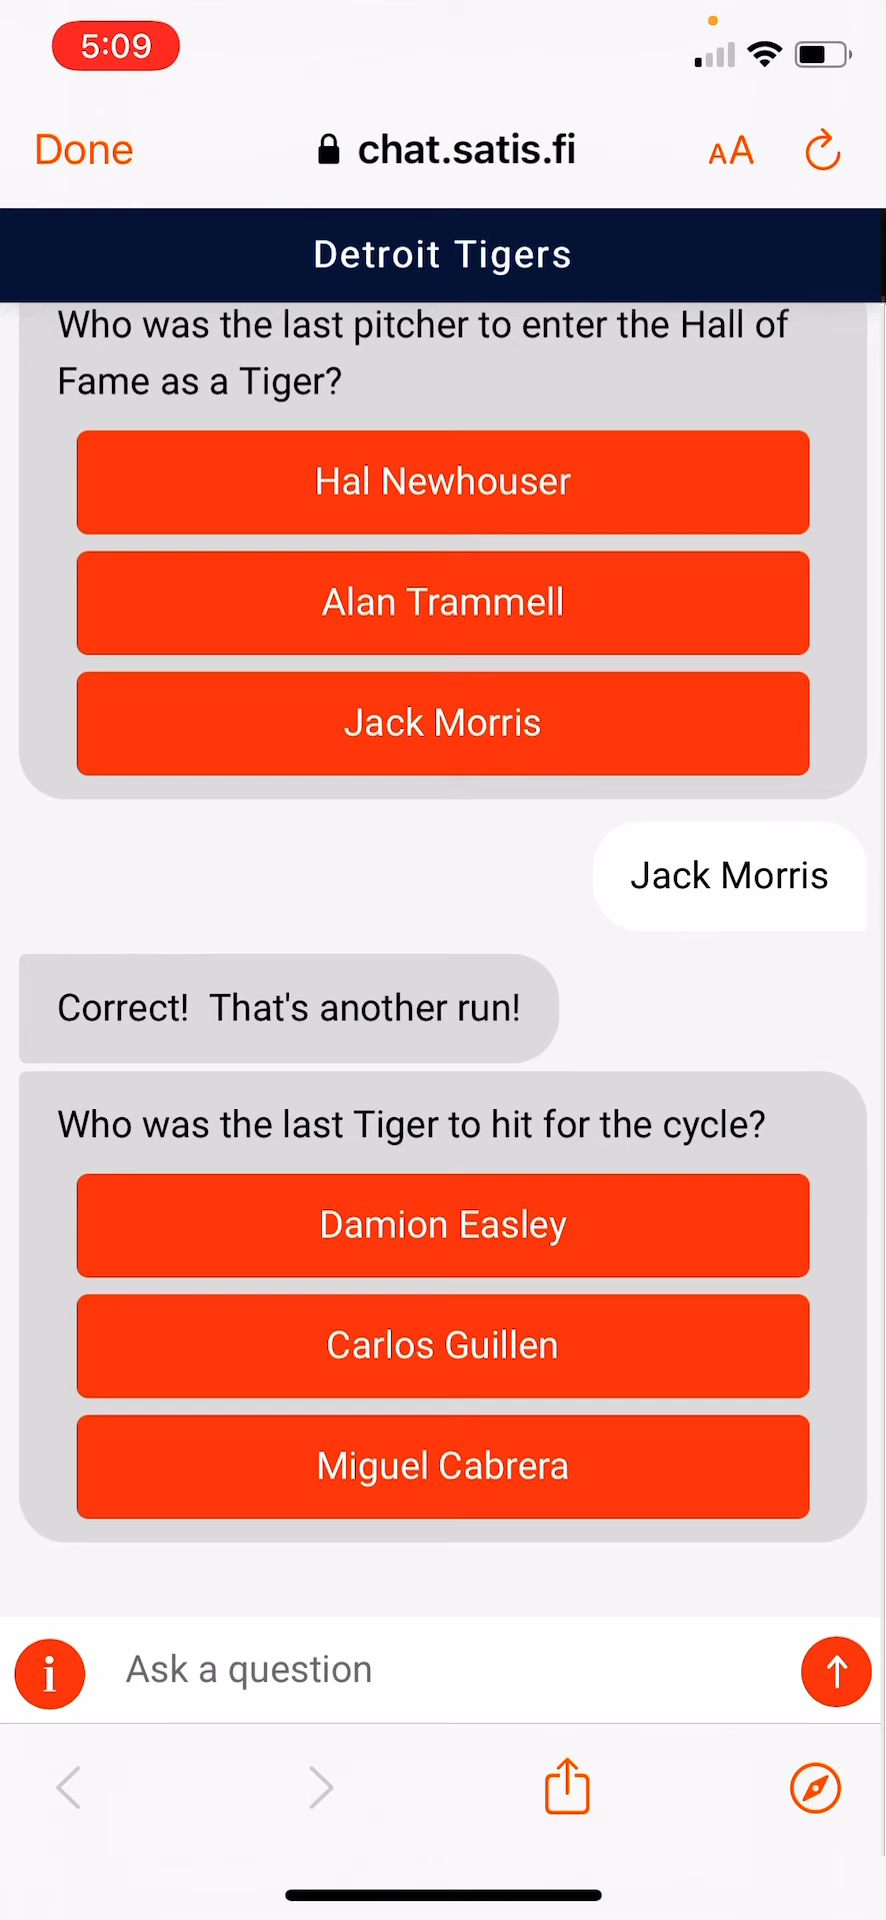 5:09
Done
chat.satis.fi
AA
Detroit Tigers
Who was the last pitcher to enter the Hall of
Fame as a Tiger?
Hal Newhouser
Alan Trammell
Jack Morris
Jack Morris
Correct!  That's another run!
Who was the last Tiger to hit for the cycle?
Damion Easley
Carlos Guillen
Miguel Cabrera
i
Ask a question